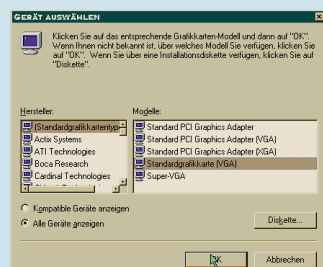 GERÄT AUSWÄHLEN
Klicken Sie auf das entsprechende Grafikkarten-Modell und dann auf "OK".
Wenn Ihnen nicht bekannt ist, über welches Modell Sie verfügen, klicken Sie
auf "OK". Wenn Sie über eine Installationsdiskette verfügen, klicken Sie auf
"Diskette".
Hersteller:
(Standardgrafikkartentyp
Actix Systems
ATI Technologies
Boca Research
Cardinal Technologies
Modelle:
Standard PCI Graphics Adapter
Standard PCI Graphics Adapter (VGA)
Standard PCI Graphics Adapter (XGA)
Standardgrafikkarte (VGA)
Super-VGA
Kompatible Geräte anzeigen
Alle Geräte anzeigen
Diskette...
OK
Abbrechen